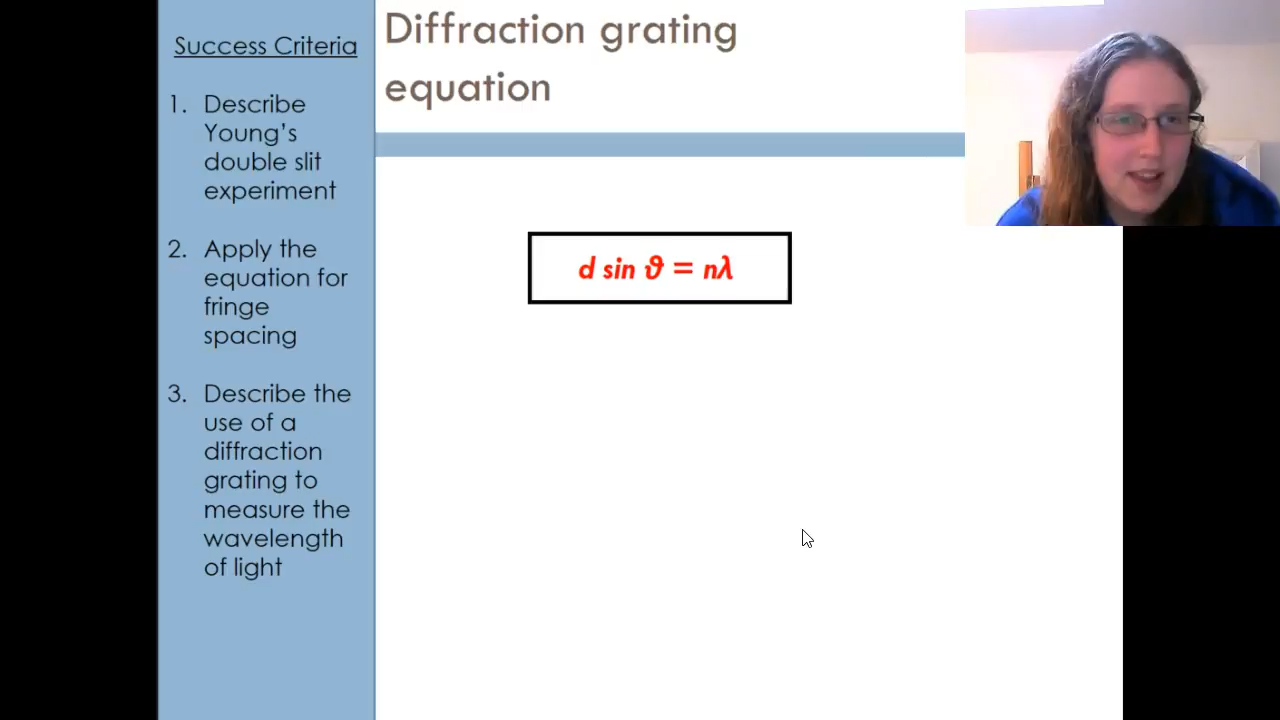 Success Criteria
1. Describe
Young's
double slit
experiment
2. Apply the
equation for
fringe
spacing
3. Describe the
use of a
diffraction
grating to
measure the
wavelength
of light
Diffraction grating
equation
d sin ϑ = nλ